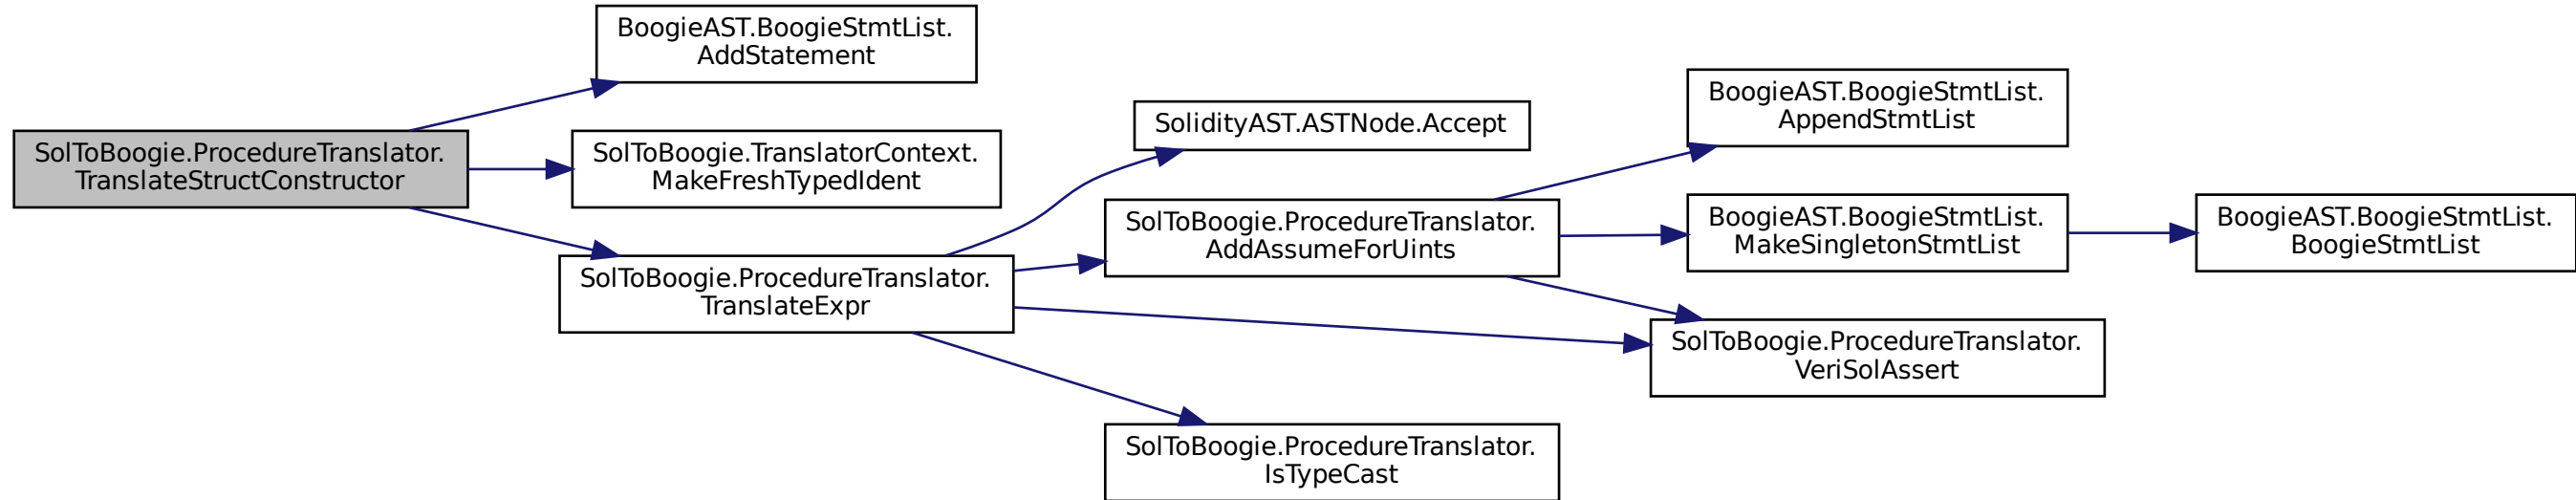 BoogieAST.BoogieStmtList.
AddStatement
SolToBoogie.ProcedureTranslator.
TranslateStructConstructor
SolToBoogie.TranslatorContext.
MakeFreshTypedIdent
SolToBoogie.ProcedureTranslator.
TranslateExpr
SolidityAST.ASTNode.Accept
SolToBoogie.ProcedureTranslator.
AddAssumeForUints
SolToBoogie.ProcedureTranslator.
IsTypeCast
BoogieAST.BoogieStmtList.
AppendStmtList
BoogieAST.BoogieStmtList.
MakeSingletonStmtList
SolToBoogie.ProcedureTranslator.
VeriSolAssert
BoogieAST.BoogieStmtList.
BoogieStmtList